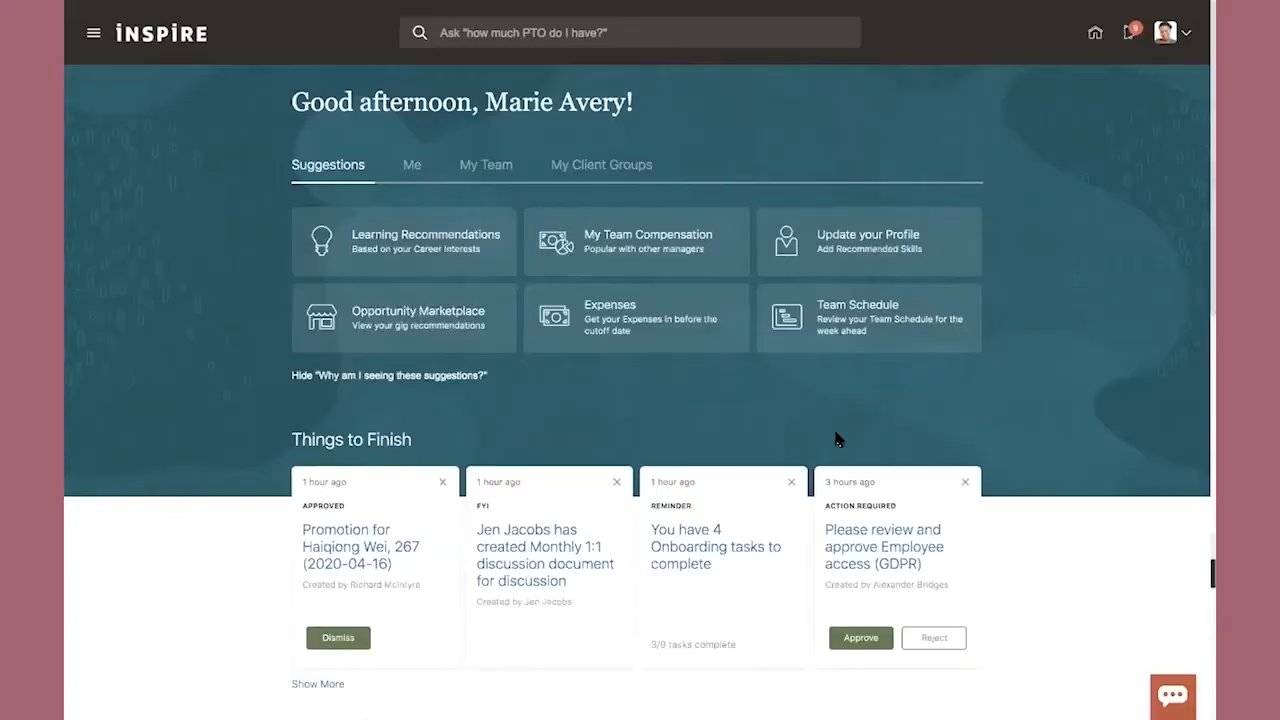 iNSPiRE
Ask "how much PTO do I have?"
9
Good afternoon, Marie Avery!
Suggestions
Me
My Team
My Client Groups
Learning Recommendations
Based on your Career Interests
My Team Compensation
Popular with other managers
Update your Profile
Add Recommended Skills
Opportunity Marketplace
View your gig recommendations
Expenses
Get your Expenses in before the
cutoff date
Team Schedule
Review your Team Schedule for the
week ahead
Hide "Why am I seeing these suggestions?"
Things to Finish
1 hour ago
APPROVED
Promotion for
Haiqiong Wei, 267
(2020-04-16)
Created by Richard McIntyre
Dismiss
1 hour ago
FYI
Jen Jacobs has
created Monthly 1:1
discussion document
for discussion
Created by Jen Jacobs
1 hour ago
REMINDER
You have 4
Onboarding tasks to
complete
3/9 tasks complete
3 hours ago
ACTION REQUIRED
Please review and
approve Employee
access (GDPR)
Created by Alexander Bridges
Approve
Reject
Show More